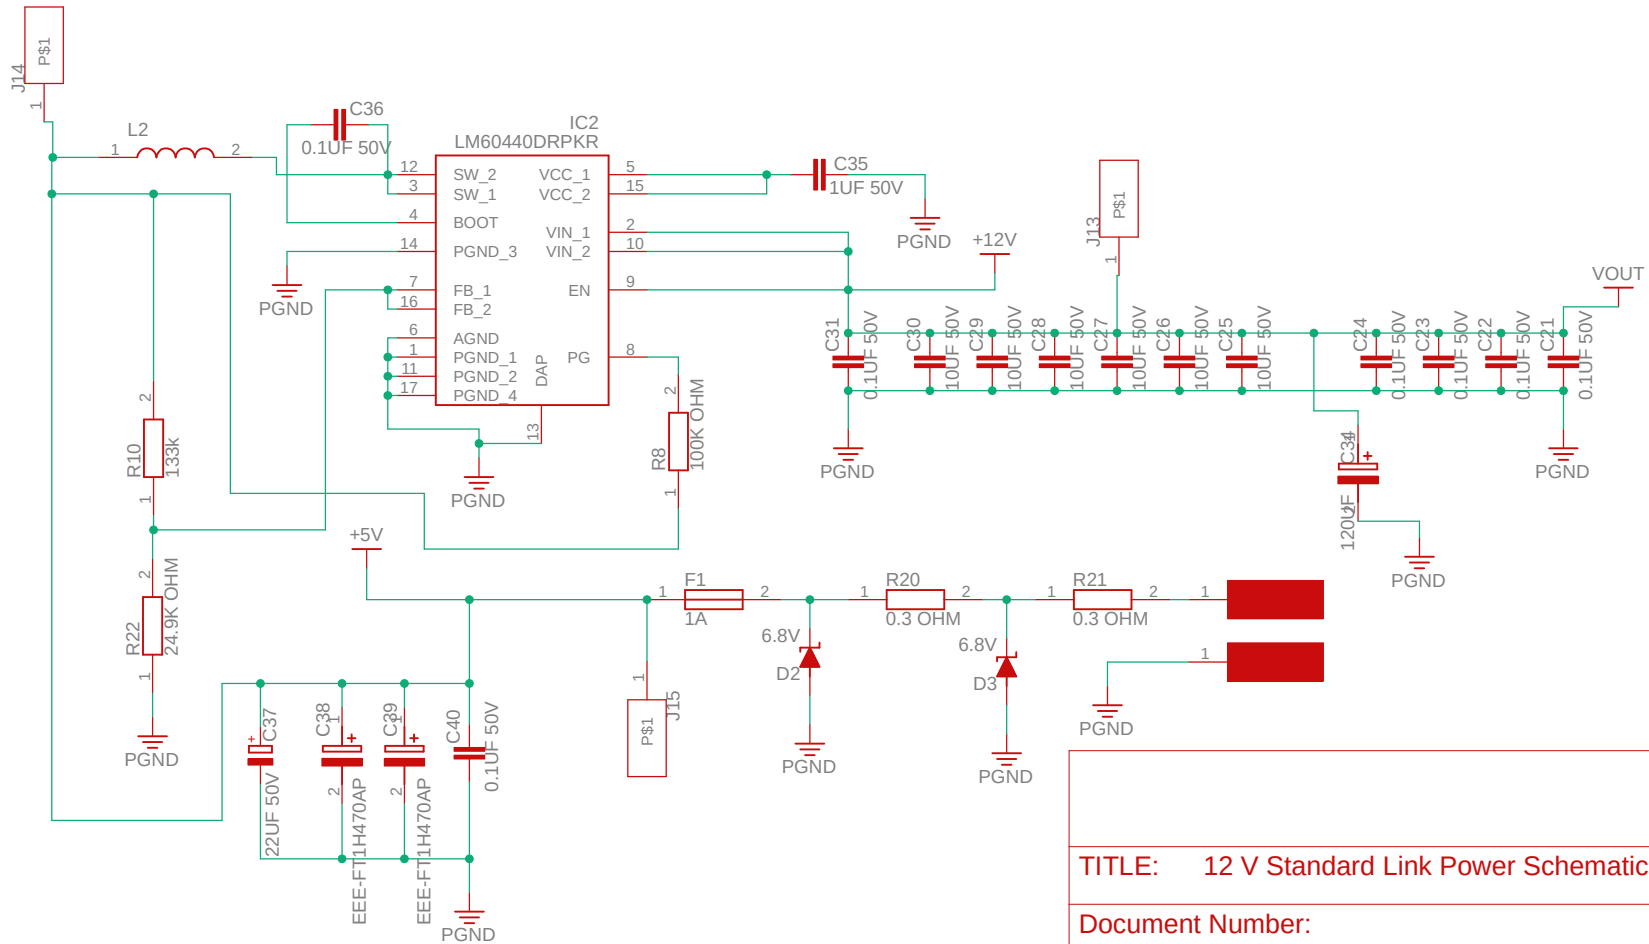 P$1
J14
1
L2
1
2
C36
0.1UF 50V
IC2
LM60440DRPKR
12
SW_2
3
SW_1
4
BOOT
14
PGND_3
7
FB_1
16
FB_2
6
AGND
1
PGND_1
11
PGND_2
17
PGND_4
DAP
13
VCC_1
5
VCC_2
15
VIN_1
2
VIN_2
10
EN
9
PG
8
C35
1UF 50V
PGND
+12V
P$1
J13
1
VOUT
PGND
PGND
C31
0.1UF 50V
C30
10UF 50V
C29
10UF 50V
C28
10UF 50V
C27
10UF 50V
C26
10UF 50V
C25
10UF 50V
C24
0.1UF 50V
C23
0.1UF 50V
C22
0.1UF 50V
C21
0.1UF 50V
PGND
PGND
C34
1
+
120UF
2
PGND
2
R8
100K OHM
1
2
R10
133k
1
2
R22
24.9K OHM
1
PGND
+5V
1
F1
2
1A
6.8V
D2
PGND
1
R20
2
0.3 OHM
6.8V
D3
PGND
1
R21
2
0.3 OHM
1
1
PGND
1
J15
P$1
C37
+
22UF 50V
C38
1
+
2
EEE-FT1H470AP
C39
1
+
2
EEE-FT1H470AP
C40
0.1UF 50V
PGND
TITLE: 12 V Standard Link Power Schematic
Document Number: